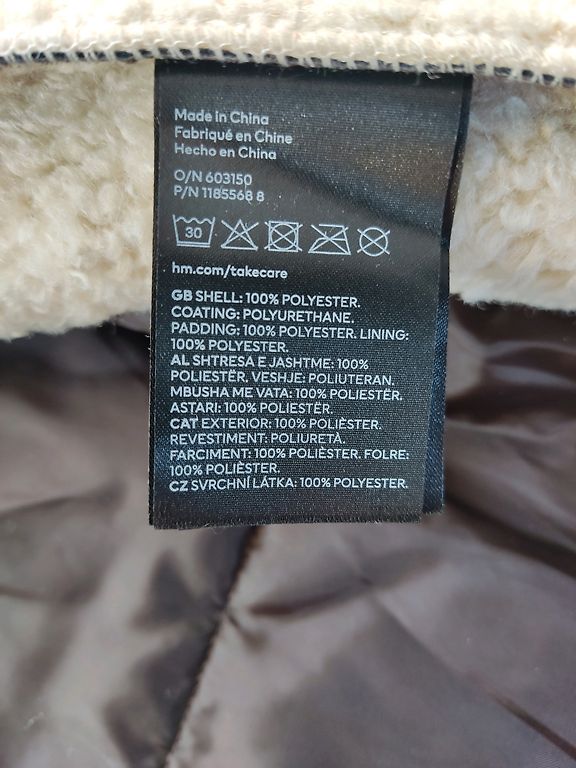 Made in China
Fabriqué en Chine
Hecho en China
O/N 603150
P/N 1185568 8
30
hm.com/takecare
GB SHELL: 100% POLYESTER.
COATING: POLYURETHANE.
PADDING: 100% POLYESTER. LINING:
100% POLYESTER.
AL SHTRESA E JASHTME: 100%
POLIESTËR. VESHJE: POLIUTERAN.
MBUSHA ME VATA: 100% POLIESTËR.
ASTARI: 100% POLIESTËR.
CAT EXTERIOR: 100% POLIÈSTER.
REVESTIMENT: POLIURETÀ.
FARCIMENT: 100% POLIÈSTER. FOLRE:
100% POLIÈSTER.
CZ SVRCHNÍ LÁTKA: 100% POLYESTER.